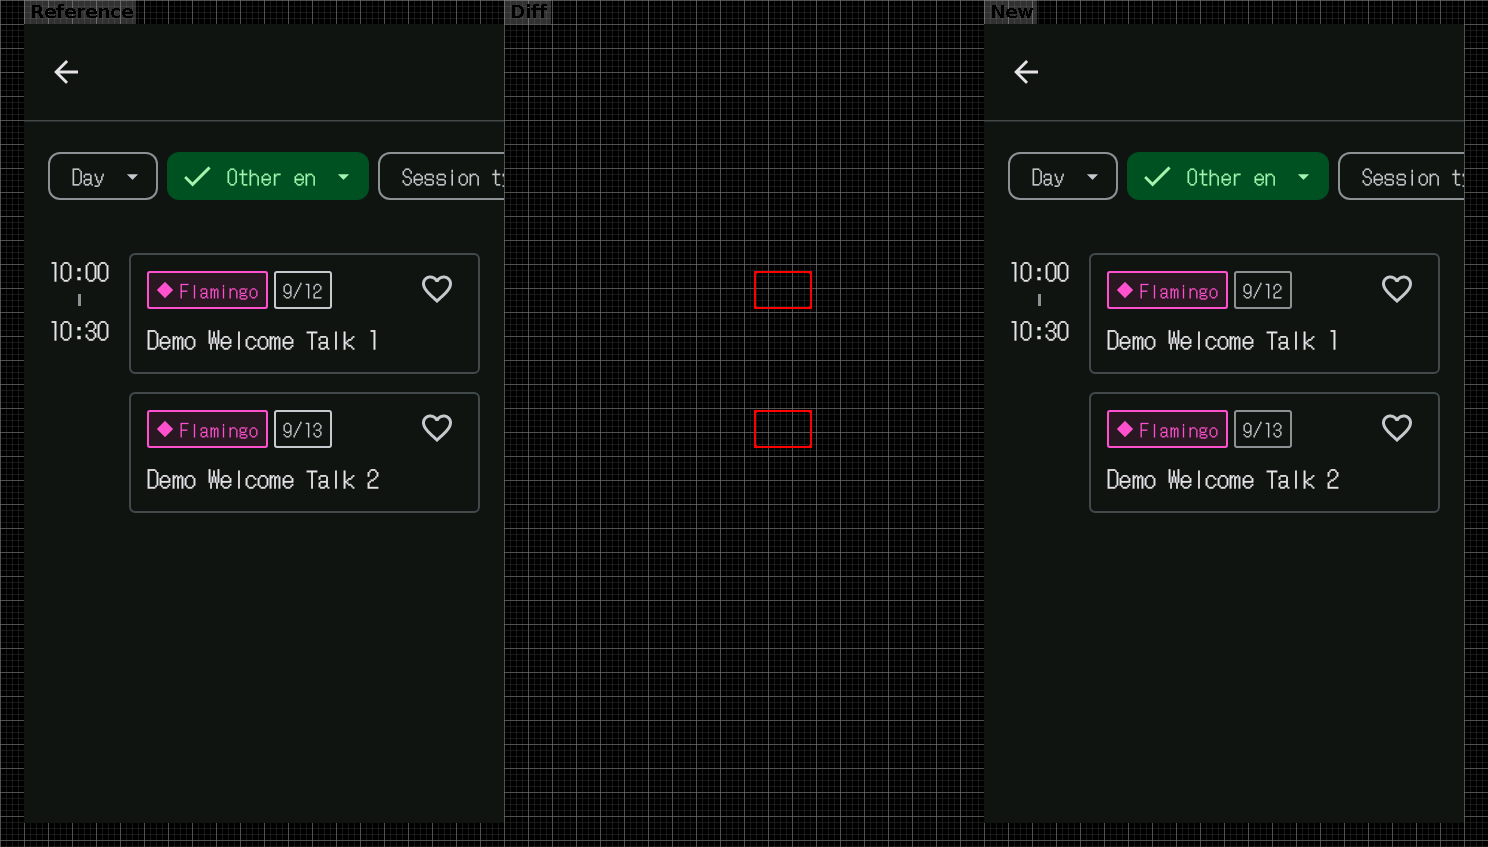 Reference
Diff
New
Day
Other en
Session ty
10:00
10:30
Flamingo
9/12
Demo Welcome Talk 1
Flamingo
9/13
Demo Welcome Talk 2
Day
Other en
Session ty
10:00
10:30
Flamingo
9/12
Demo Welcome Talk 1
Flamingo
9/13
Demo Welcome Talk 2